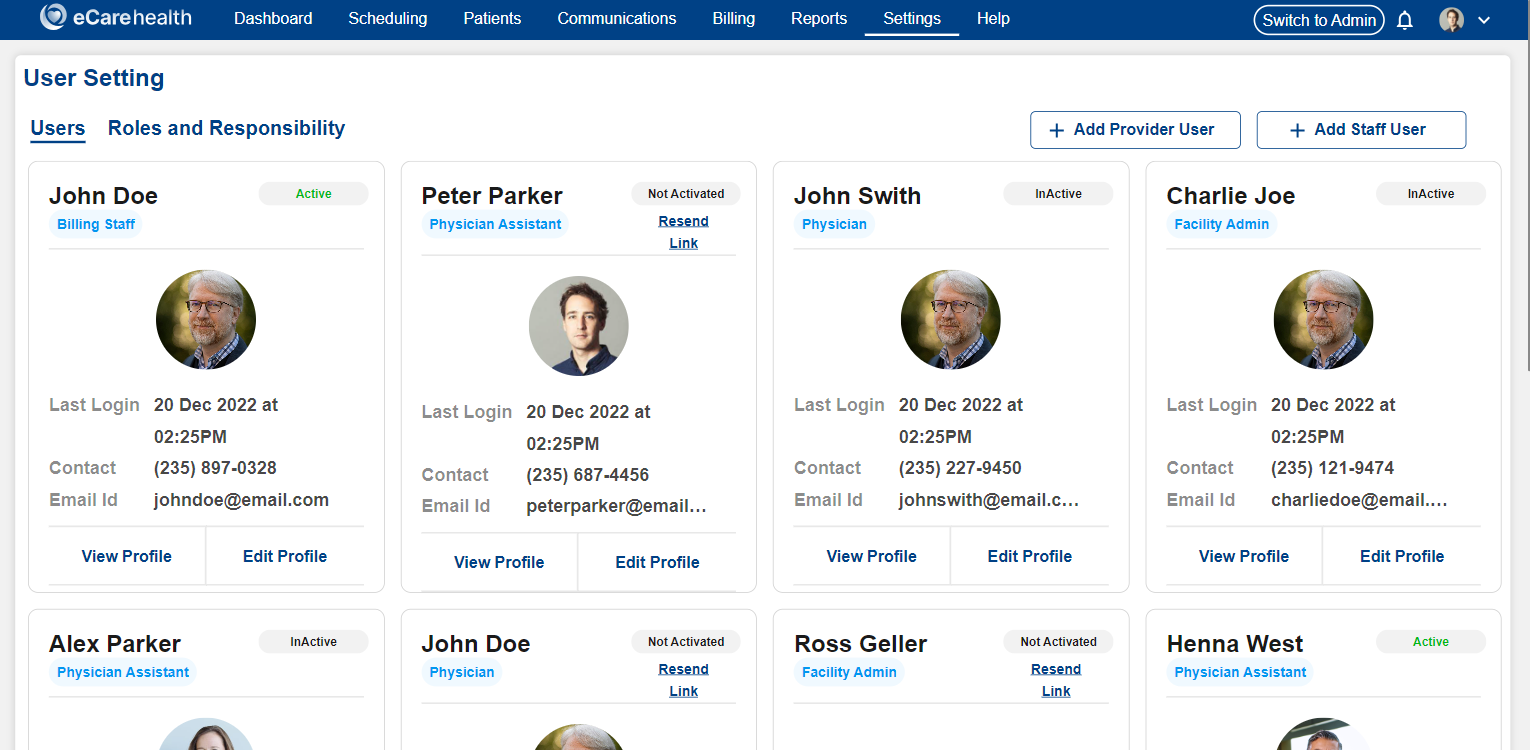 eCarehealth
Dashboard
Scheduling
Patients
Communications
Billing
Reports
Settings
Help
Switch to Admin
User Setting
Users
Roles and Responsibility
+ Add Provider User
+ Add Staff User
John Doe
Active
Billing Staff
Last Login 20 Dec 2022 at
02:25PM
Contact (235) 897-0328
Email Id johndoe@email.com
View Profile
Edit Profile
Peter Parker
Not Activated
Physician Assistant
Resend
Link
Last Login 20 Dec 2022 at
02:25PM
Contact (235) 687-4456
Email Id peterparker@email...
View Profile
Edit Profile
John Swith
InActive
Physician
Last Login 20 Dec 2022 at
02:25PM
Contact (235) 227-9450
Email Id johnswith@email.c...
View Profile
Edit Profile
Charlie Joe
InActive
Facility Admin
Last Login 20 Dec 2022 at
02:25PM
Contact (235) 121-9474
Email Id charliedoe@email....
View Profile
Edit Profile
Alex Parker
InActive
Physician Assistant
John Doe
Not Activated
Physician
Resend
Link
Ross Geller
Not Activated
Facility Admin
Resend
Link
Henna West
Active
Physician Assistant